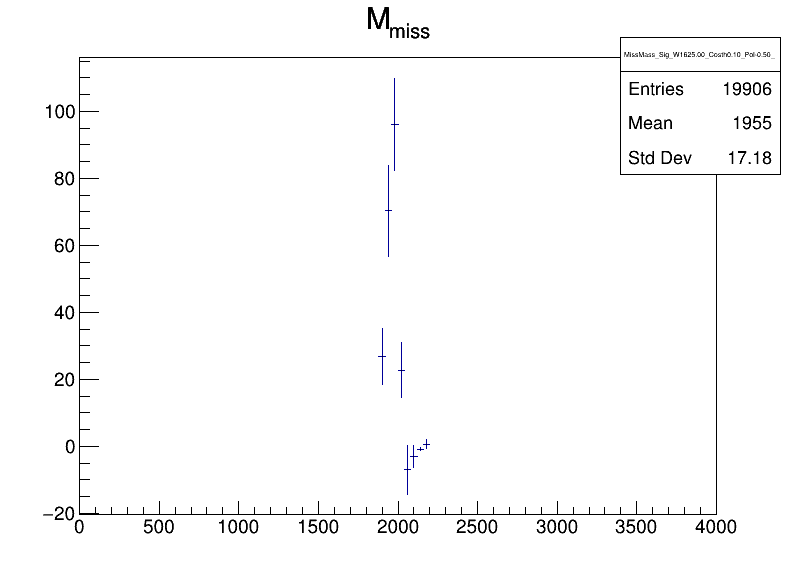 M_miss
MissMass_Sig_W1625.00_Costh0.10_Pol-0.50_
Entries 19906
Mean 1955
Std Dev 17.18
100
80
60
40
20
0
−20
0 500 1000 1500 2000 2500 3000 3500 4000